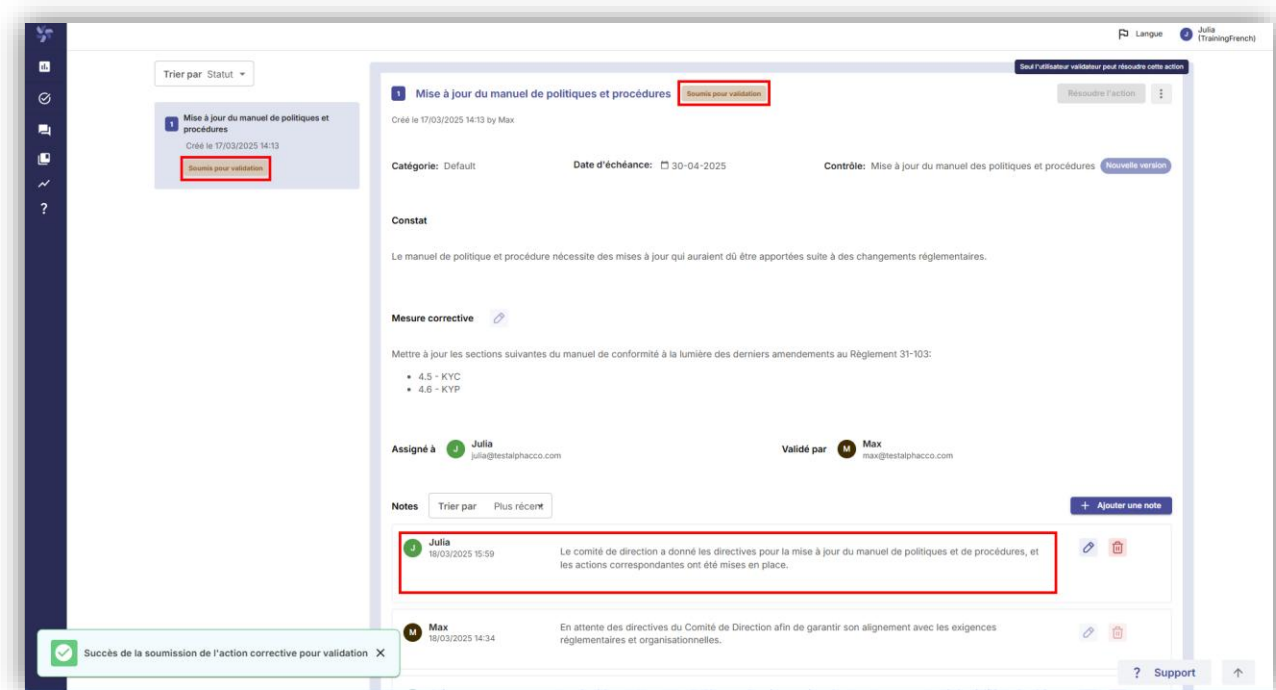 Langue
J
Julia
(TrainingFrench)
Trier par Statut
Seul l'utilisateur validateur peut résoudre cette action
1
Mise à jour du manuel de politiques et
procédures
Créé le 17/03/2025 14:13
Soumis pour validation
1
Mise à jour du manuel de politiques et procédures
Soumis pour validation
Résoudre l'action
Créé le 17/03/2025 14:13 by Max
Catégorie: Default
Date d'échéance: 30-04-2025
Contrôle: Mise à jour du manuel des politiques et procédures
Nouvelle version
Constat
Le manuel de politique et procédure nécessite des mises à jour qui auraient dû être apportées suite à des changements réglementaires.
Mesure corrective
Mettre à jour les sections suivantes du manuel de conformité à la lumière des derniers amendements au Règlement 31-103:
• 4.5 - KYC
• 4.6 - KYP
Assigné à
J
Julia
julia@testalphacco.com
Validé par
M
Max
max@testalphacco.com
Notes
Trier par Plus récent
+ Ajouter une note
J
Julia
18/03/2025 15:59
Le comité de direction a donné les directives pour la mise à jour du manuel de politiques et de procédures, et
les actions correspondantes ont été mises en place.
M
Max
18/03/2025 14:34
En attente des directives du Comité de Direction afin de garantir son alignement avec les exigences
réglementaires et organisationnelles.
Succès de la soumission de l'action corrective pour validation
? Support